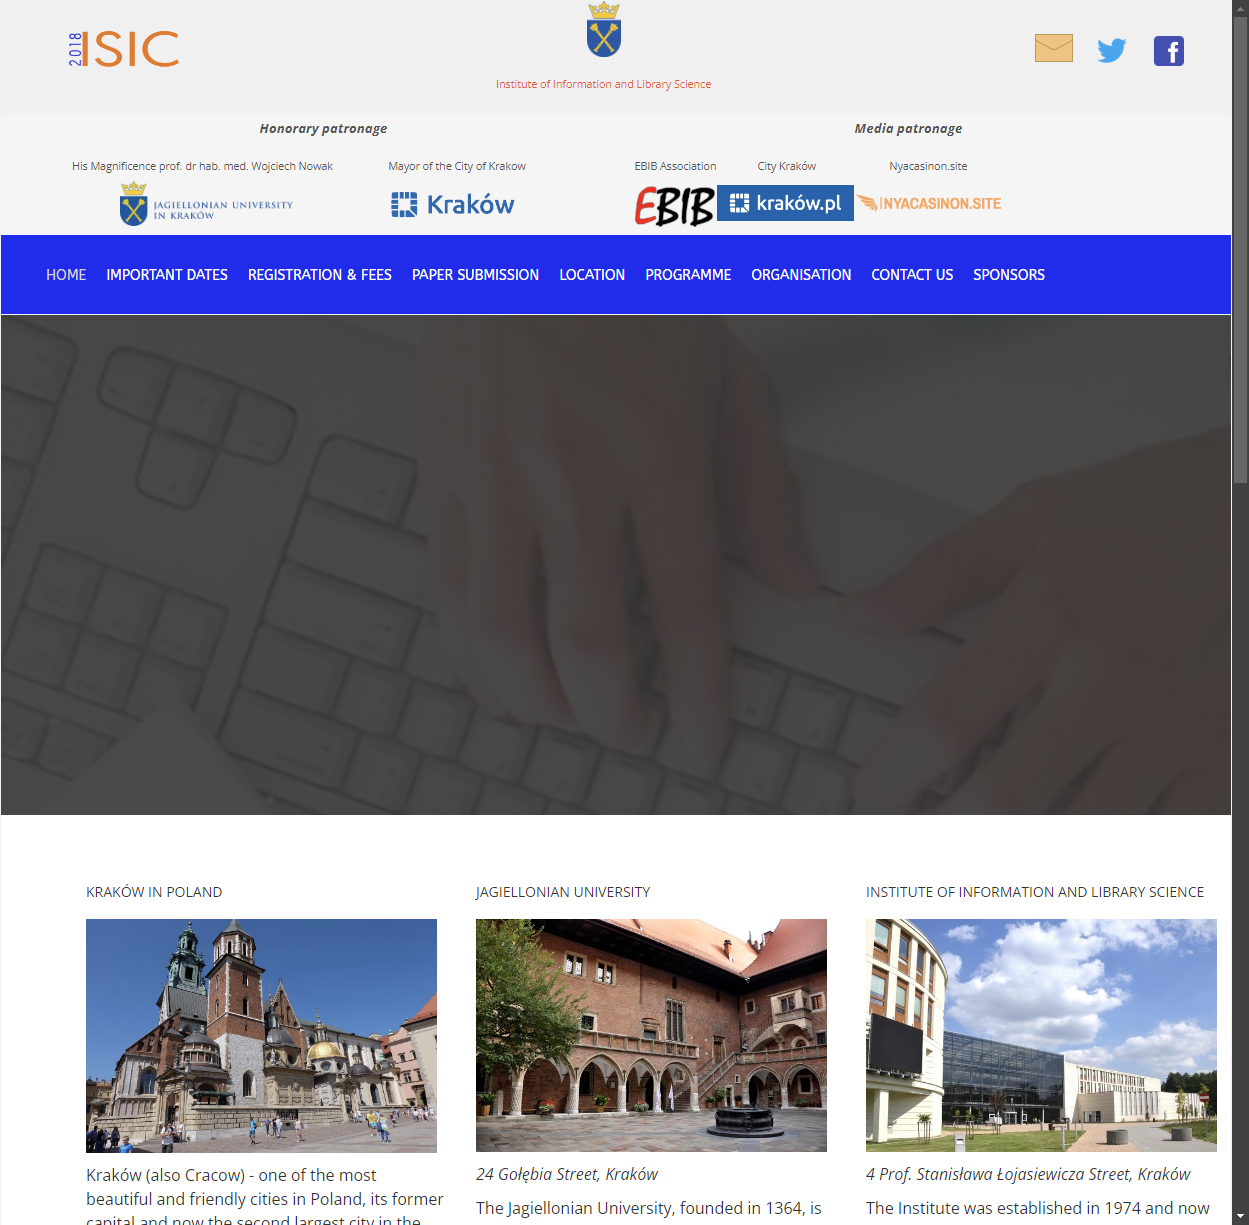 2018 ISIC
Institute of Information and Library Science
Honorary patronage
Media patronage
His Magnificence prof. dr hab. med. Wojciech Nowak
Mayor of the City of Krakow
EBIB Association
City Kraków
Nyacasinon.site
JAGIELLONIAN UNIVERSITY
IN KRAKÓW
Kraków
EBIB
kraków.pl
NYACASINON.SITE
HOME IMPORTANT DATES REGISTRATION & FEES PAPER SUBMISSION LOCATION PROGRAMME ORGANISATION CONTACT US SPONSORS
KRAKÓW IN POLAND
Kraków (also Cracow) - one of the most
beautiful and friendly cities in Poland, its former
capital and now the second largest city in the
JAGIELLONIAN UNIVERSITY
24 Gołębia Street, Kraków
The Jagiellonian University, founded in 1364, is
INSTITUTE OF INFORMATION AND LIBRARY SCIENCE
4 Prof. Stanisława Łojasiewicza Street, Kraków
The Institute was established in 1974 and now